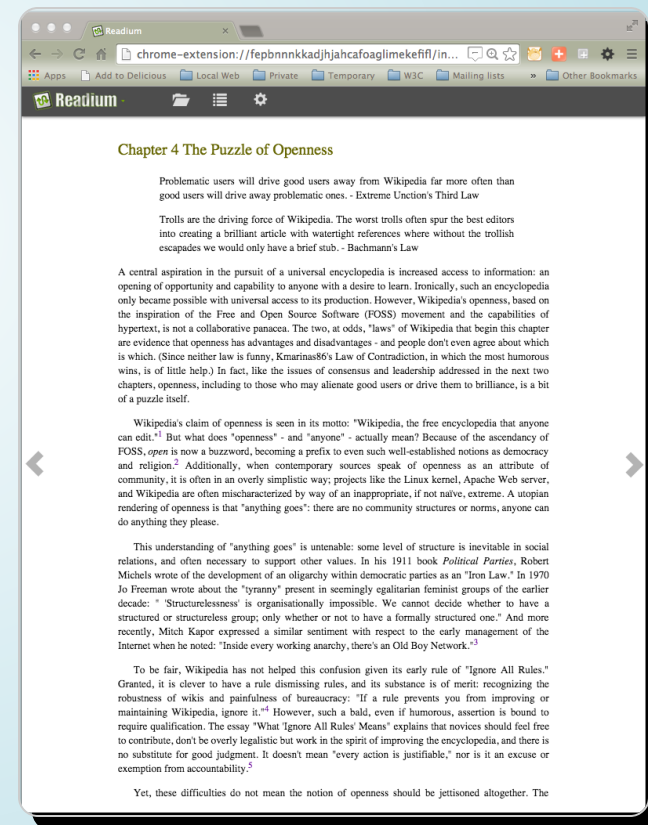 Readium
chrome-extension://fepbnnnkkadjhjahcafoaglimekefifl/in...
Apps Add to Delicious Local Web Private Temporary W3C Mailing lists » Other Bookmarks
Readium
Chapter 4 The Puzzle of Openness
Problematic users will drive good users away from Wikipedia far more often than
good users will drive away problematic ones. - Extreme Unction's Third Law
Trolls are the driving force of Wikipedia. The worst trolls often spur the best editors
into creating a brilliant article with watertight references where without the trollish
escapades we would only have a brief stub. - Bachmann's Law
A central aspiration in the pursuit of a universal encyclopedia is increased access to information: an
opening of opportunity and capability to anyone with a desire to learn. Ironically, such an encyclopedia
only became possible with universal access to its production. However, Wikipedia's openness, based on
the inspiration of the Free and Open Source Software (FOSS) movement and the capabilities of
hypertext, is not a collaborative panacea. The two, at odds, "laws" of Wikipedia that begin this chapter
are evidence that openness has advantages and disadvantages - and people don't even agree about which
is which. (Since neither law is funny, Kmarinas86's Law of Contradiction, in which the most humorous
wins, is of little help.) In fact, like the issues of consensus and leadership addressed in the next two
chapters, openness, including to those who may alienate good users or drive them to brilliance, is a bit
of a puzzle itself.
Wikipedia's claim of openness is seen in its motto: "Wikipedia, the free encyclopedia that anyone
can edit."1 But what does "openness" - and "anyone" - actually mean? Because of the ascendancy of
FOSS, open is now a buzzword, becoming a prefix to even such well-established notions as democracy
and religion.2 Additionally, when contemporary sources speak of openness as an attribute of
community, it is often in an overly simplistic way; projects like the Linux kernel, Apache Web server,
and Wikipedia are often mischaracterized by way of an inappropriate, if not naïve, extreme. A utopian
rendering of openness is that "anything goes": there are no community structures or norms, anyone can
do anything they please.
This understanding of "anything goes" is untenable: some level of structure is inevitable in social
relations, and often necessary to support other values. In his 1911 book Political Parties, Robert
Michels wrote of the development of an oligarchy within democratic parties as an "Iron Law." In 1970
Jo Freeman wrote about the "tyranny" present in seemingly egalitarian feminist groups of the earlier
decade: " 'Structurelessness' is organisationally impossible. We cannot decide whether to have a
structured or structureless group; only whether or not to have a formally structured one." And more
recently, Mitch Kapor expressed a similar sentiment with respect to the early management of the
Internet when he noted: "Inside every working anarchy, there's an Old Boy Network."3
To be fair, Wikipedia has not helped this confusion given its early rule of "Ignore All Rules."
Granted, it is clever to have a rule dismissing rules, and its substance is of merit: recognizing the
robustness of wikis and painfulness of bureaucracy: "If a rule prevents you from improving or
maintaining Wikipedia, ignore it."4 However, such a bald, even if humorous, assertion is bound to
require qualification. The essay "What 'Ignore All Rules' Means" explains that novices should feel free
to contribute, don't be overly legalistic but work in the spirit of improving the encyclopedia, and there is
no substitute for good judgment. It doesn't mean "every action is justifiable," nor is it an excuse or
exemption from accountability.5
Yet, these difficulties do not mean the notion of openness should be jettisoned altogether. The